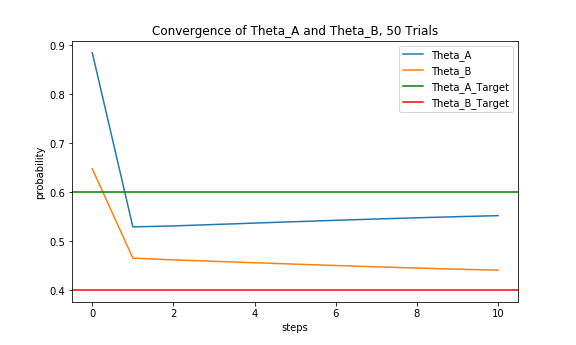 Convergence of Theta_A and Theta_B, 50 Trials
0.9
0.8
0.7
0.6
0.5
0.4
probability
0
2
4
6
8
10
steps
Theta_A
Theta_B
Theta_A_Target
Theta_B_Target